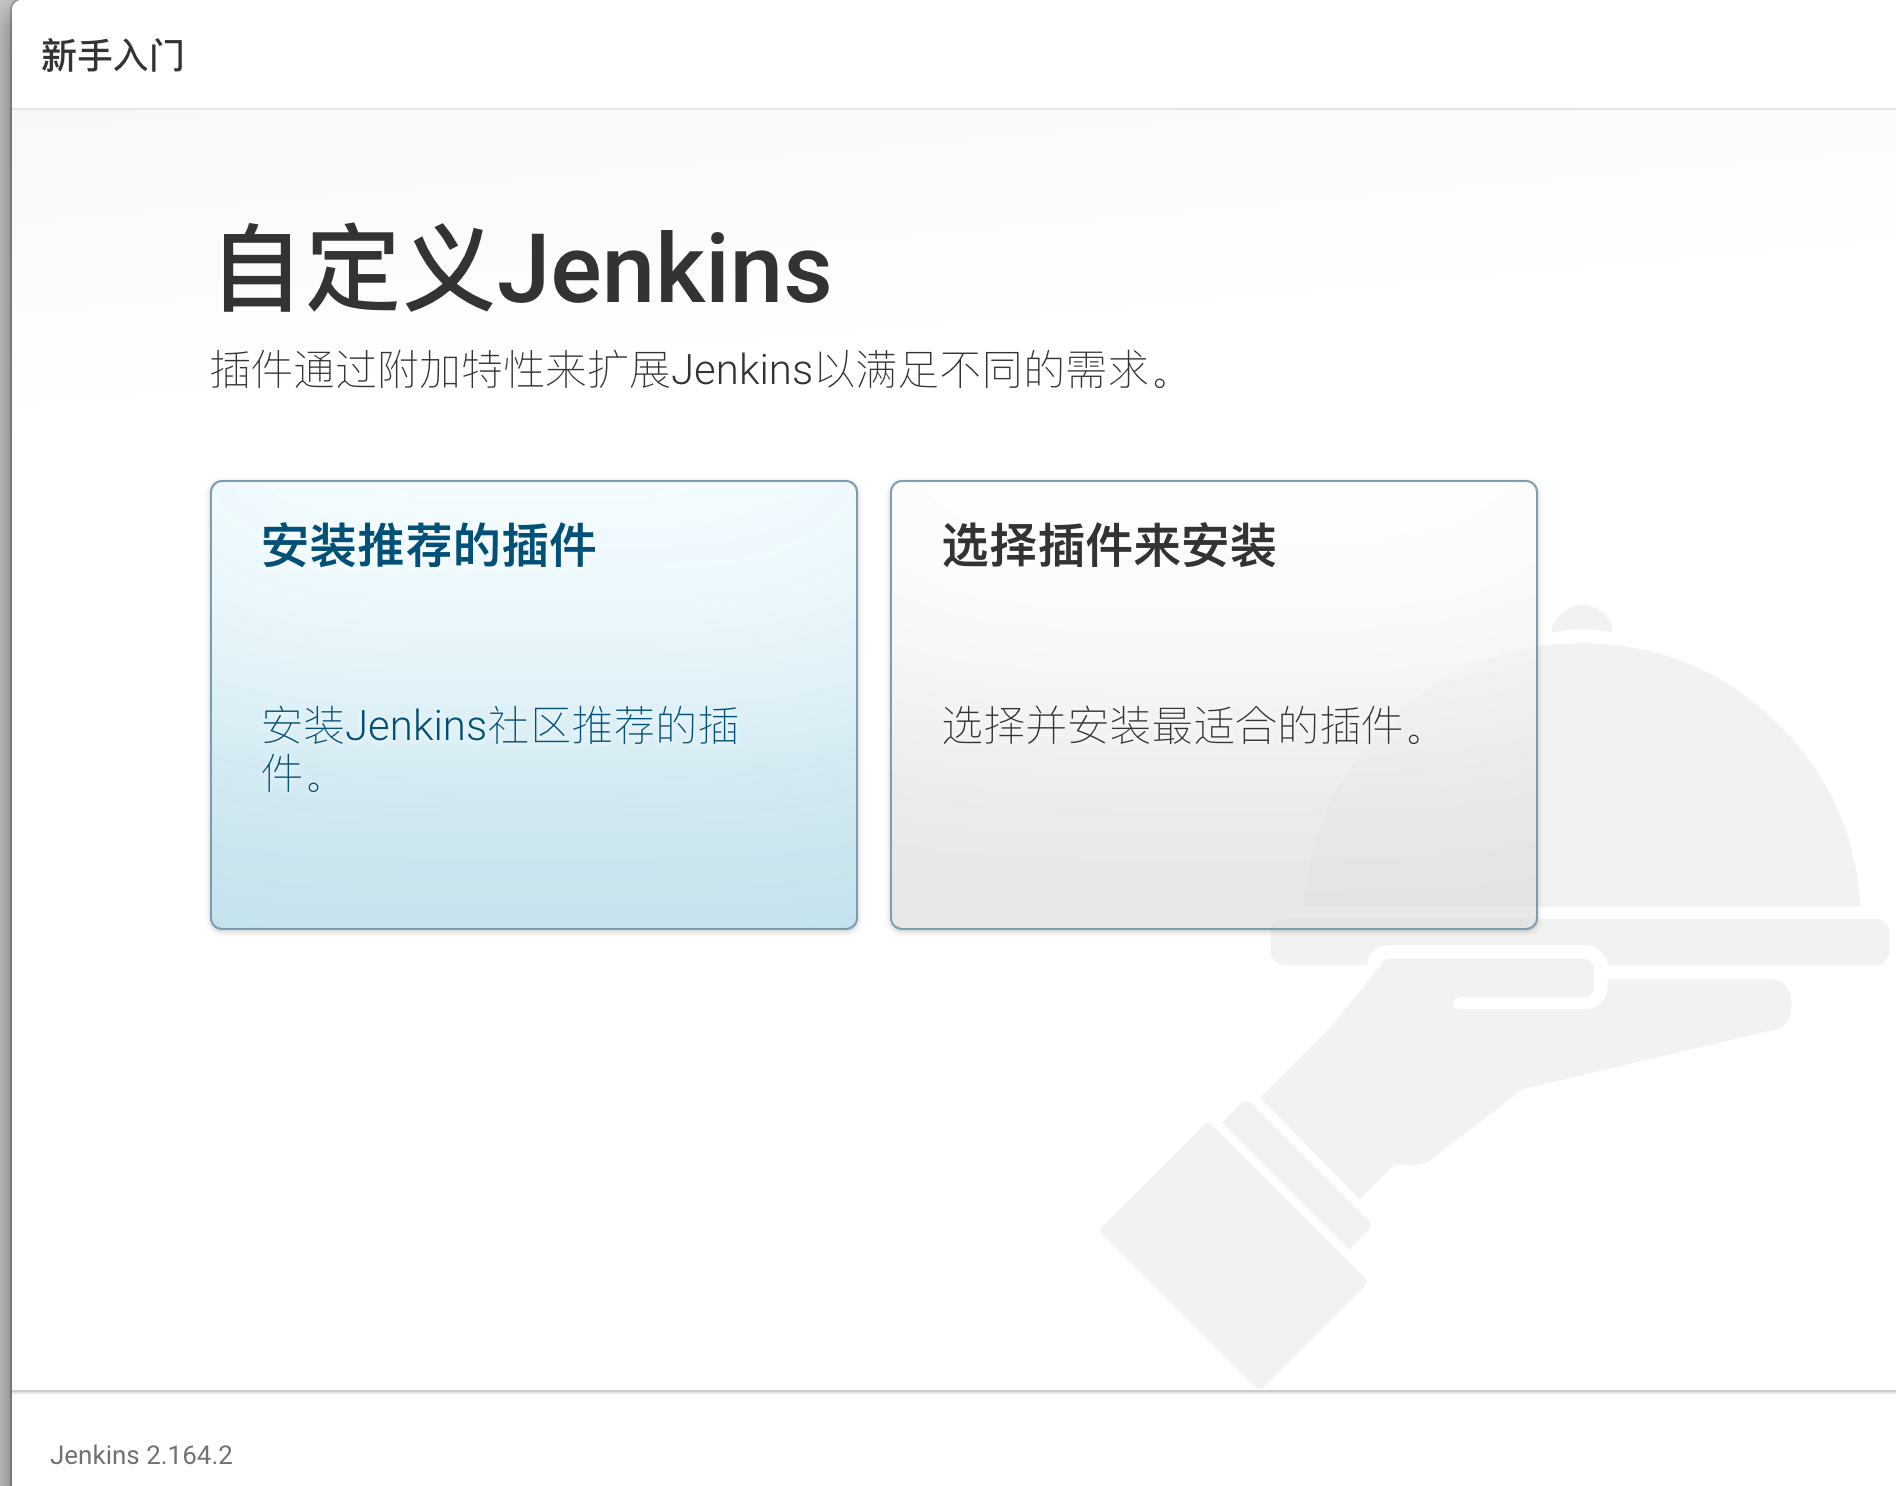 新手入门
自定义Jenkins
插件通过附加特性来扩展Jenkins以满足不同的需求。
安装推荐的插件
安装Jenkins社区推荐的插
件。
选择插件来安装
选择并安装最适合的插件。
Jenkins 2.164.2